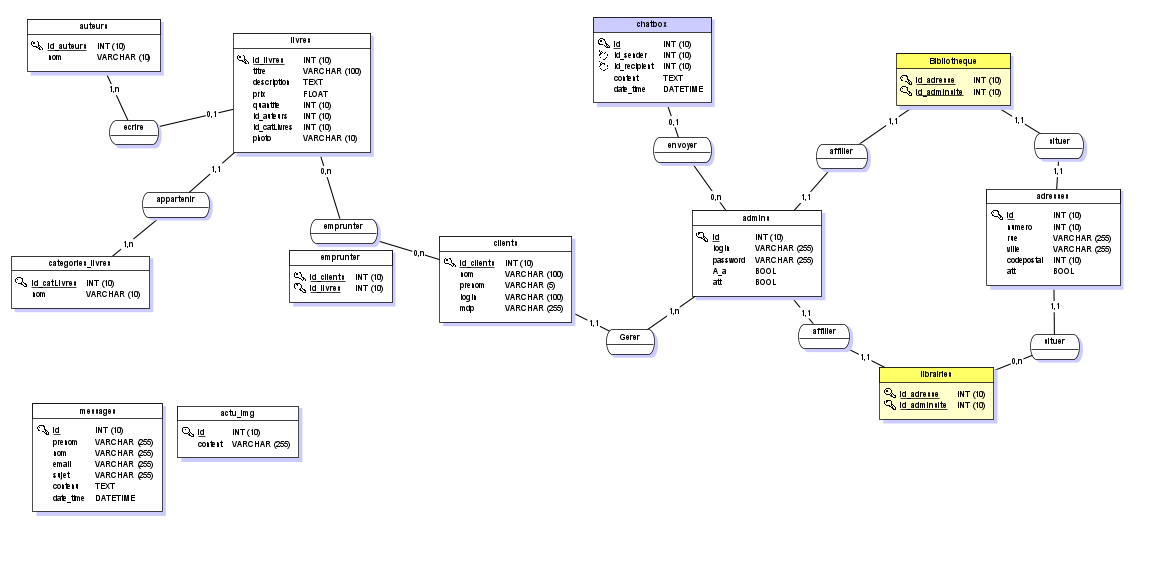 auteurs
id_auteurs INT (10)
nom VARCHAR (10)
1,n
ecrire
0,1
livres
id_livres INT (10)
titre VARCHAR (100)
description TEXT
prix FLOAT
quantite INT (10)
id_auteurs INT (10)
id_catLivres INT (10)
photo VARCHAR (10)
1,1
appartenir
1,n
categories_livres
id_catLivres INT (10)
nom VARCHAR (10)
0,n
emprunter
0,n
emprunter
id_clients INT (10)
id_livres INT (10)
clients
id_clients INT (10)
nom VARCHAR (100)
prenom VARCHAR (5)
login VARCHAR (100)
mdp VARCHAR (255)
1,1
Gerer
1,n
chatbox
id INT (10)
id_sender INT (10)
id_recipient INT (10)
content TEXT
date_time DATETIME
0,1
envoyer
0,n
admins
id INT (10)
login VARCHAR (255)
password VARCHAR (255)
A_a BOOL
att BOOL
1,1
affilier
1,1
Bibliotheque
id_adresse INT (10)
id_adminsite INT (10)
1,1
situer
1,1
adresses
id INT (10)
numero INT (10)
rue VARCHAR (255)
ville VARCHAR (255)
codepostal INT (10)
att BOOL
1,1
situer
0,n
1,1
affilier
1,1
librairies
id_adresse INT (10)
id_adminsite INT (10)
messages
id INT (10)
prenom VARCHAR (255)
nom VARCHAR (255)
email VARCHAR (255)
sujet VARCHAR (255)
contenu TEXT
date_time DATETIME
actu_img
id INT (10)
content VARCHAR (255)